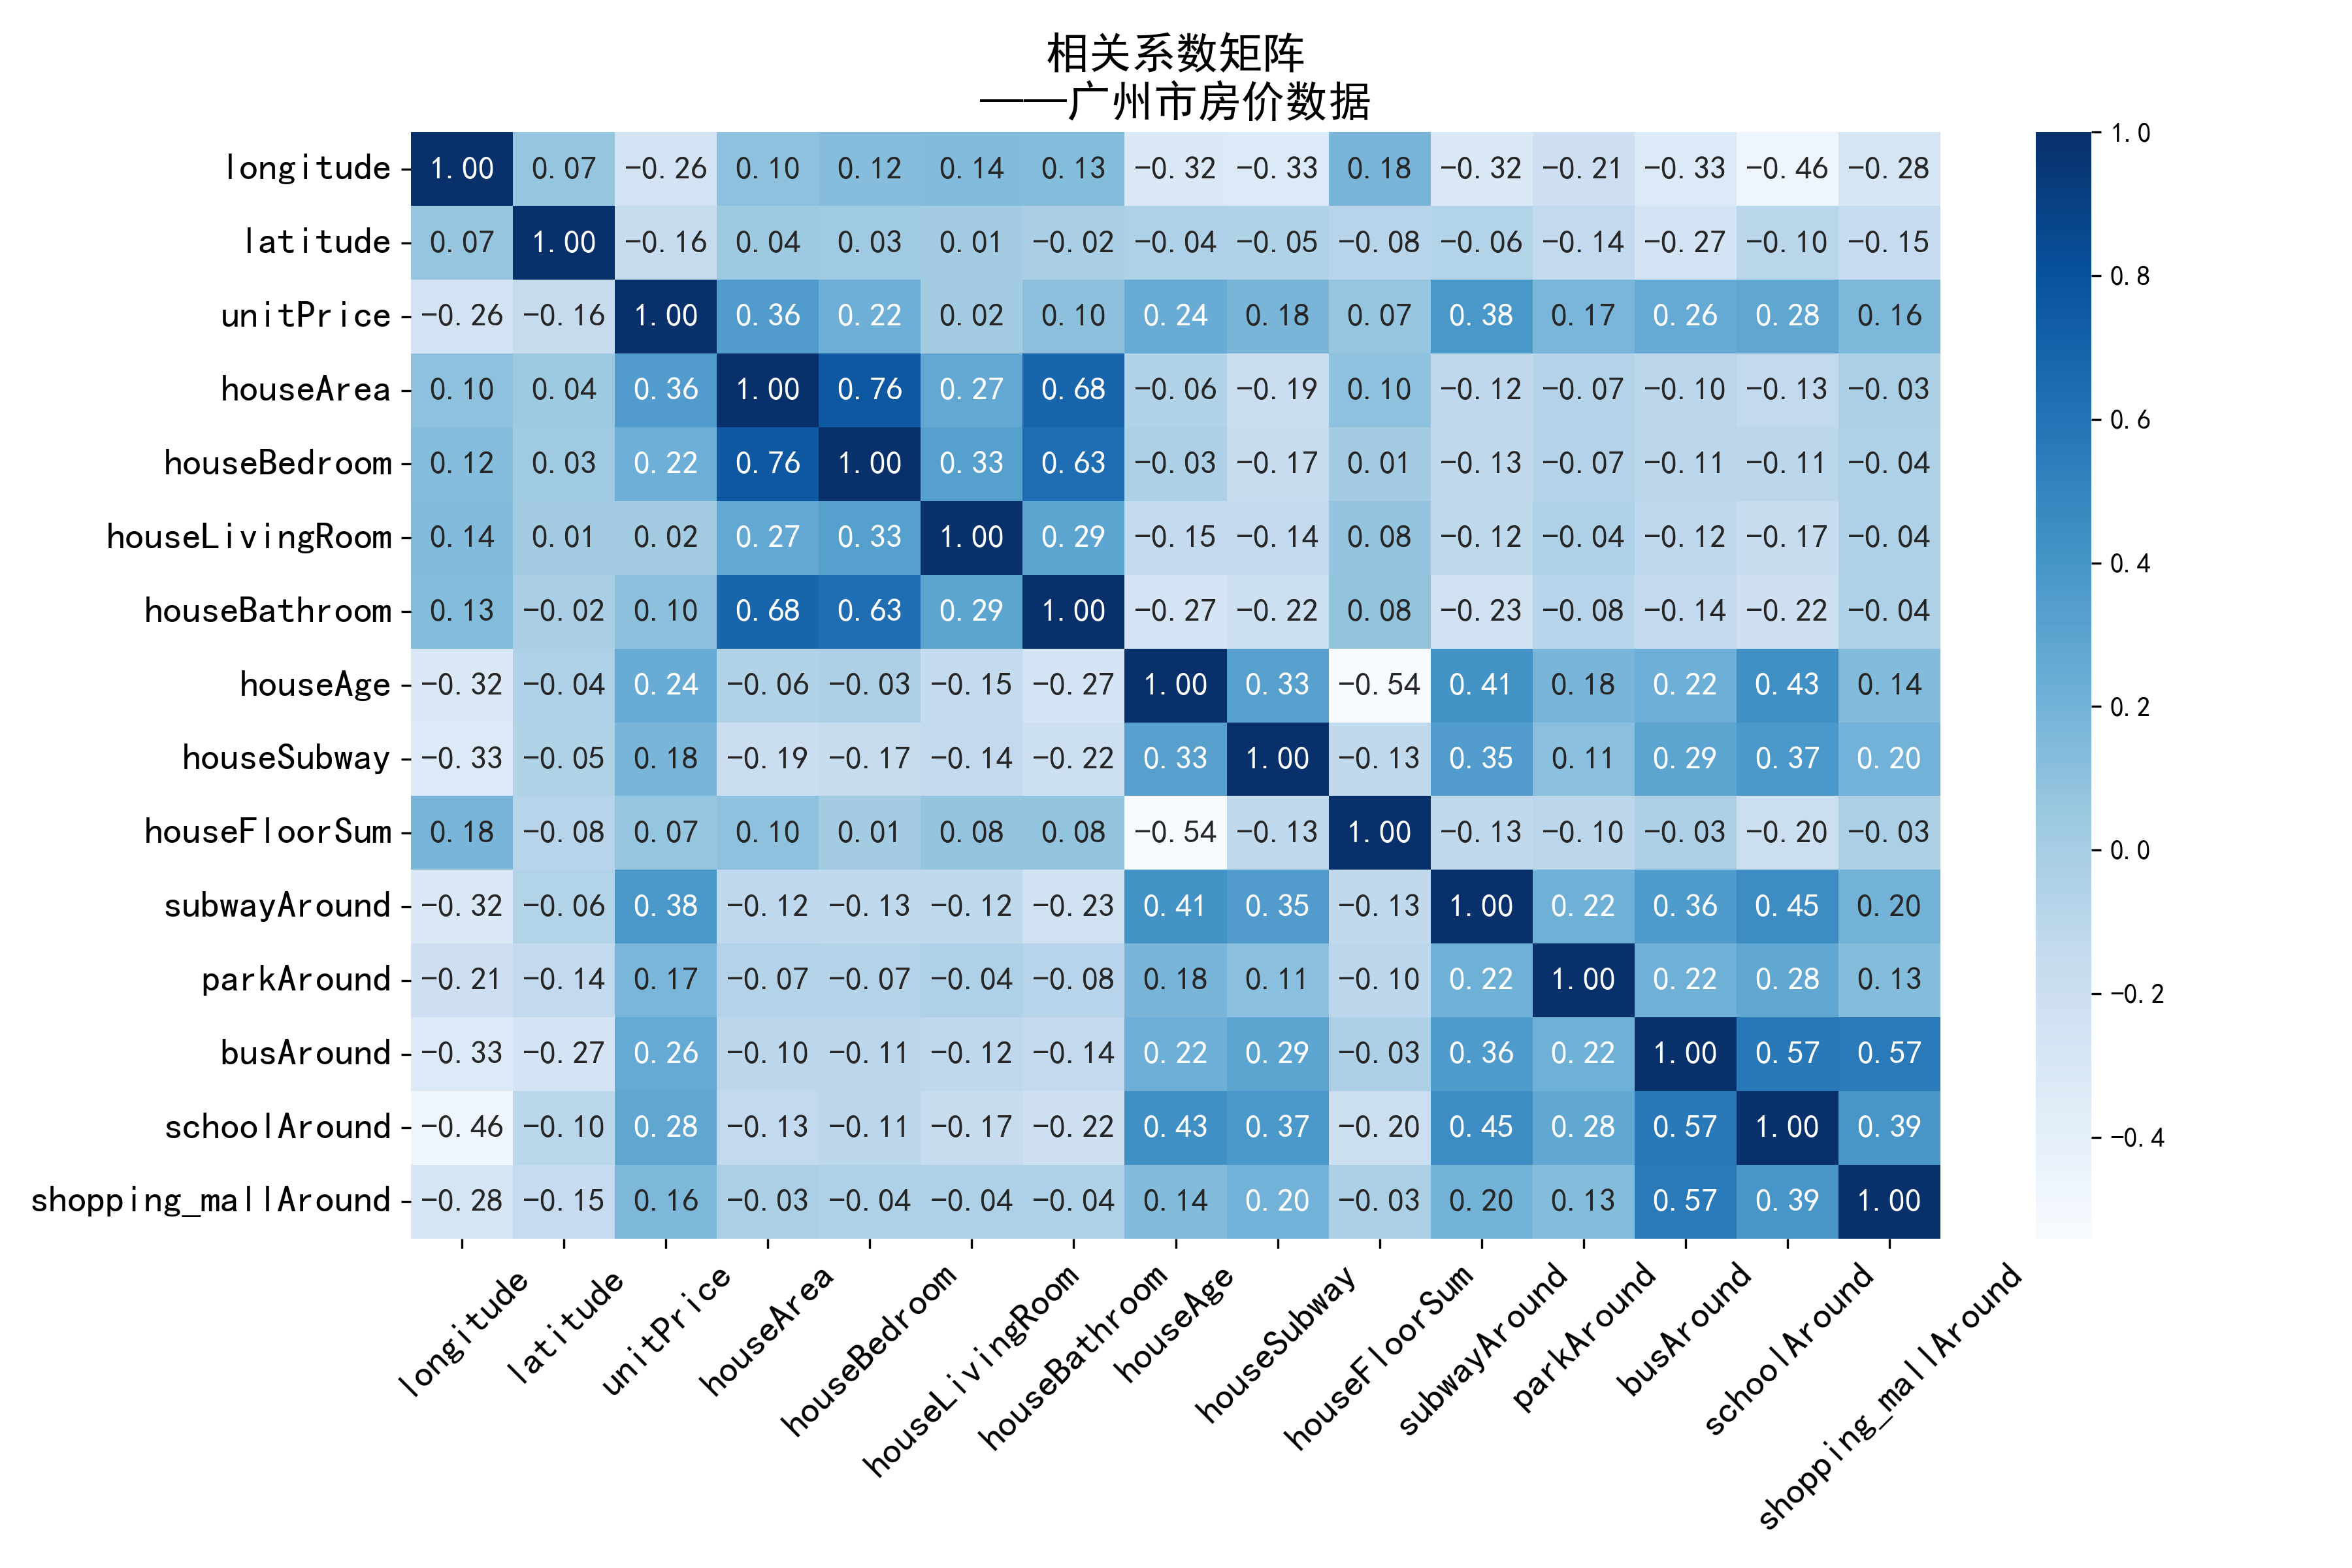 相关系数矩阵
——广州市房价数据
longitude 1.00 0.07 -0.26 0.10 0.12 0.14 0.13 -0.32 -0.33 0.18 -0.32 -0.21 -0.33 -0.46 -0.28
latitude 0.07 1.00 -0.16 0.04 0.03 0.01 -0.02 -0.04 -0.05 -0.08 -0.06 -0.14 -0.27 -0.10 -0.15
unitPrice -0.26 -0.16 1.00 0.36 0.22 0.02 0.10 0.24 0.18 0.07 0.38 0.17 0.26 0.28 0.16
houseArea 0.10 0.04 0.36 1.00 0.76 0.27 0.68 -0.06 -0.19 0.10 -0.12 -0.07 -0.10 -0.13 -0.03
houseBedroom 0.12 0.03 0.22 0.76 1.00 0.33 0.63 -0.03 -0.17 0.01 -0.13 -0.07 -0.11 -0.11 -0.04
houseLivingRoom 0.14 0.01 0.02 0.27 0.33 1.00 0.29 -0.15 -0.14 0.08 -0.12 -0.04 -0.12 -0.17 -0.04
houseBathroom 0.13 -0.02 0.10 0.68 0.63 0.29 1.00 -0.27 -0.22 0.08 -0.23 -0.08 -0.14 -0.22 -0.04
houseAge -0.32 -0.04 0.24 -0.06 -0.03 -0.15 -0.27 1.00 0.33 -0.54 0.41 0.18 0.22 0.43 0.14
houseSubway -0.33 -0.05 0.18 -0.19 -0.17 -0.14 -0.22 0.33 1.00 -0.13 0.35 0.11 0.29 0.37 0.20
houseFloorSum 0.18 -0.08 0.07 0.10 0.01 0.08 0.08 -0.54 -0.13 1.00 -0.13 -0.10 -0.03 -0.20 -0.03
subwayAround -0.32 -0.06 0.38 -0.12 -0.13 -0.12 -0.23 0.41 0.35 -0.13 1.00 0.22 0.36 0.45 0.20
parkAround -0.21 -0.14 0.17 -0.07 -0.07 -0.04 -0.08 0.18 0.11 -0.10 0.22 1.00 0.22 0.28 0.13
busAround -0.33 -0.27 0.26 -0.10 -0.11 -0.12 -0.14 0.22 0.29 -0.03 0.36 0.22 1.00 0.57 0.57
schoolAround -0.46 -0.10 0.28 -0.13 -0.11 -0.17 -0.22 0.43 0.37 -0.20 0.45 0.28 0.57 1.00 0.39
shopping_mallAround -0.28 -0.15 0.16 -0.03 -0.04 -0.04 -0.04 0.14 0.20 -0.03 0.20 0.13 0.57 0.39 1.00
longitude
latitude
unitPrice
houseArea
houseBedroom
houseLivingRoom
houseBathroom
houseAge
houseSubway
houseFloorSum
subwayAround
parkAround
busAround
schoolAround
shopping_mallAround
1.0
0.8
0.6
0.4
0.2
0.0
-0.2
-0.4